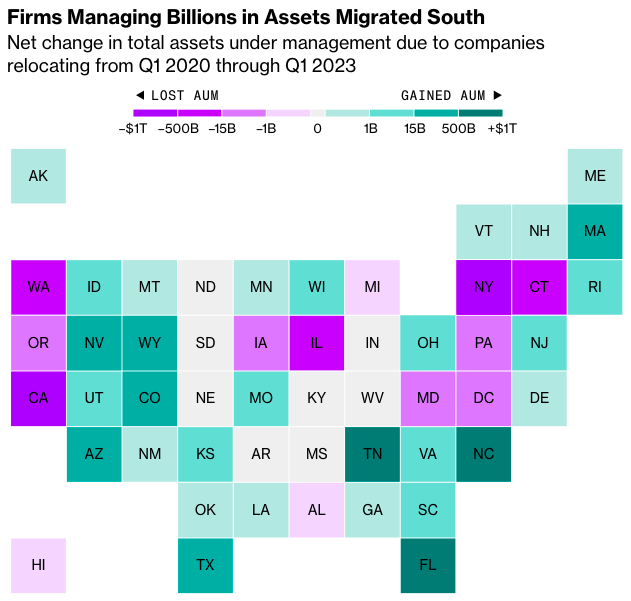 Firms Managing Billions in Assets Migrated South
Net change in total assets under management due to companies
relocating from Q1 2020 through Q1 2023
◀ LOST AUM GAINED AUM ▶
−$1T −500B −15B −1B 0 1B 15B 500B +$1T
AK ME
VT NH MA
WA ID MT ND MN WI MI NY CT RI
OR NV WY SD IA IL IN OH PA NJ
CA UT CO NE MO KY WV MD DC DE
AZ NM KS AR MS TN VA NC
OK LA AL GA SC
HI TX FL